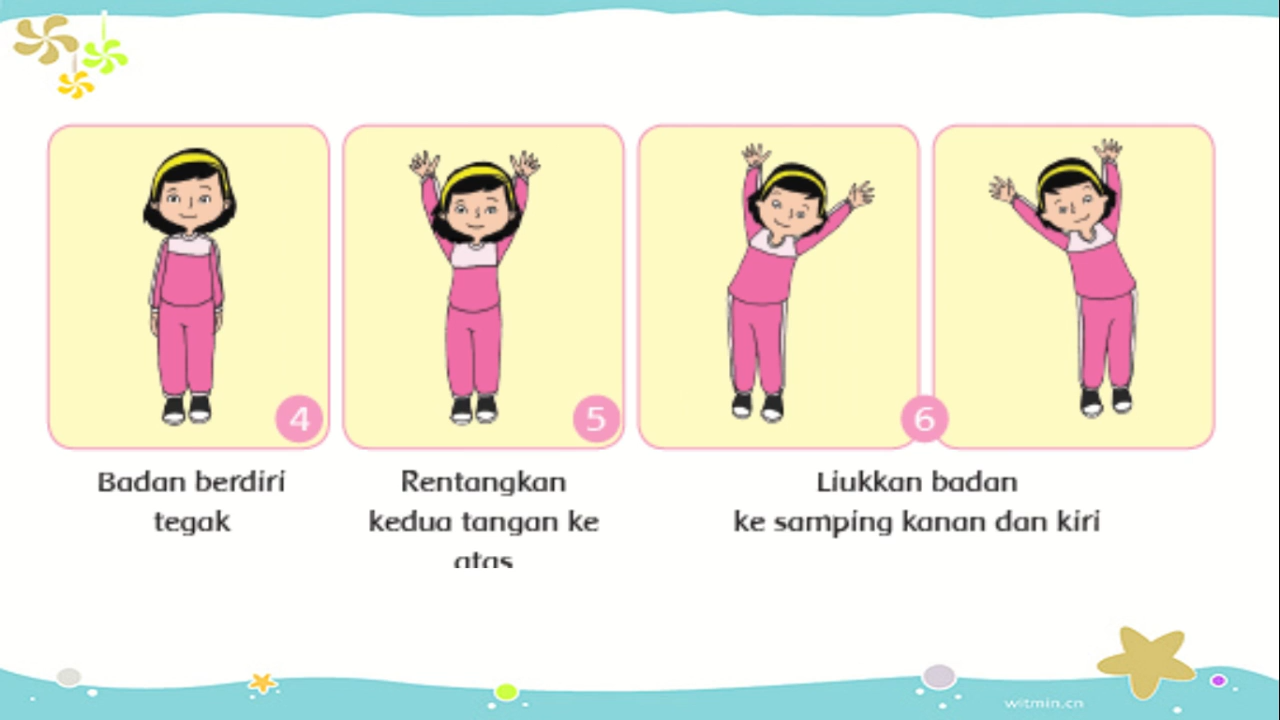 4
5
6
Badan berdiri
tegak
Rentangkan
kedua tangan ke
atas
Liukkan badan
ke samping kanan dan kiri
witmin.cn